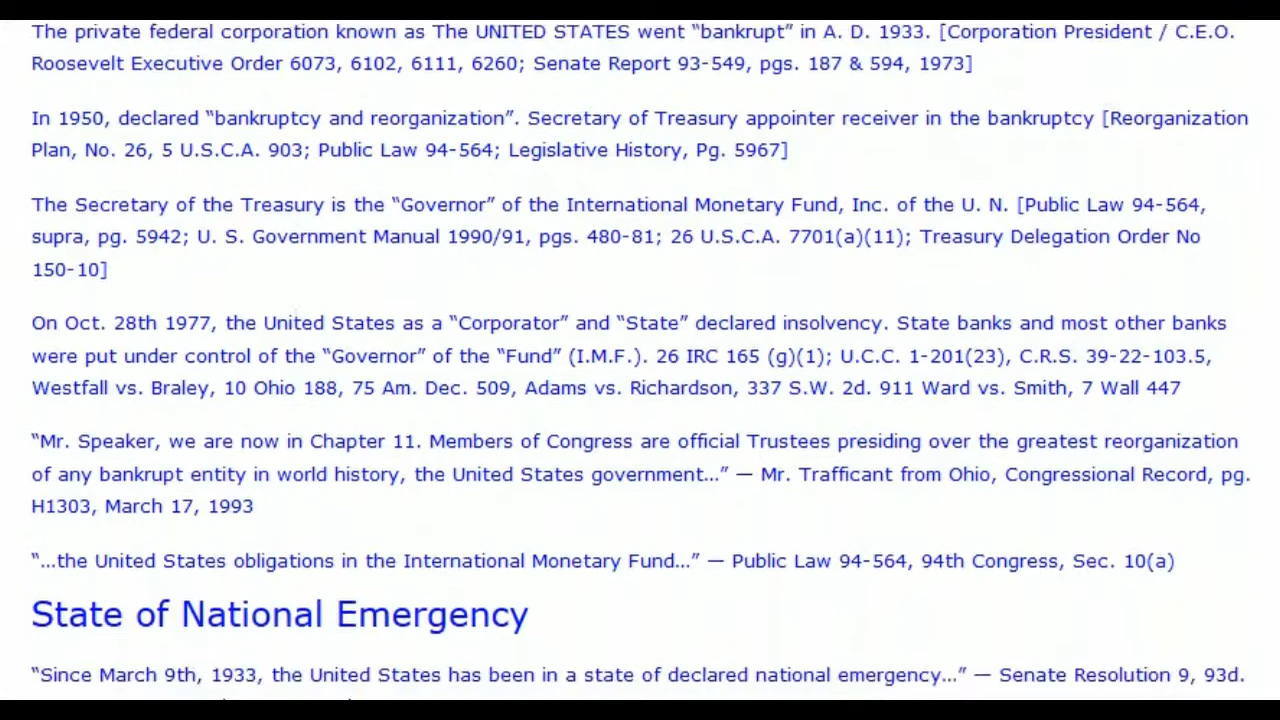 The private federal corporation known as The UNITED STATES went “bankrupt” in A. D. 1933. [Corporation President / C.E.O.
Roosevelt Executive Order 6073, 6102, 6111, 6260; Senate Report 93-549, pgs. 187 & 594, 1973]
In 1950, declared “bankruptcy and reorganization”. Secretary of Treasury appointer receiver in the bankruptcy [Reorganization
Plan, No. 26, 5 U.S.C.A. 903; Public Law 94-564; Legislative History, Pg. 5967]
The Secretary of the Treasury is the “Governor” of the International Monetary Fund, Inc. of the U. N. [Public Law 94-564,
supra, pg. 5942; U. S. Government Manual 1990/91, pgs. 480-81; 26 U.S.C.A. 7701(a)(11); Treasury Delegation Order No
150-10]
On Oct. 28th 1977, the United States as a “Corporator” and “State” declared insolvency. State banks and most other banks
were put under control of the “Governor” of the “Fund” (I.M.F.). 26 IRC 165 (g)(1); U.C.C. 1-201(23), C.R.S. 39-22-103.5,
Westfall vs. Braley, 10 Ohio 188, 75 Am. Dec. 509, Adams vs. Richardson, 337 S.W. 2d. 911 Ward vs. Smith, 7 Wall 447
“Mr. Speaker, we are now in Chapter 11. Members of Congress are official Trustees presiding over the greatest reorganization
of any bankrupt entity in world history, the United States government…” — Mr. Trafficant from Ohio, Congressional Record, pg.
H1303, March 17, 1993
“…the United States obligations in the International Monetary Fund…” — Public Law 94-564, 94th Congress, Sec. 10(a)
State of National Emergency
“Since March 9th, 1933, the United States has been in a state of declared national emergency…” — Senate Resolution 9, 93d.